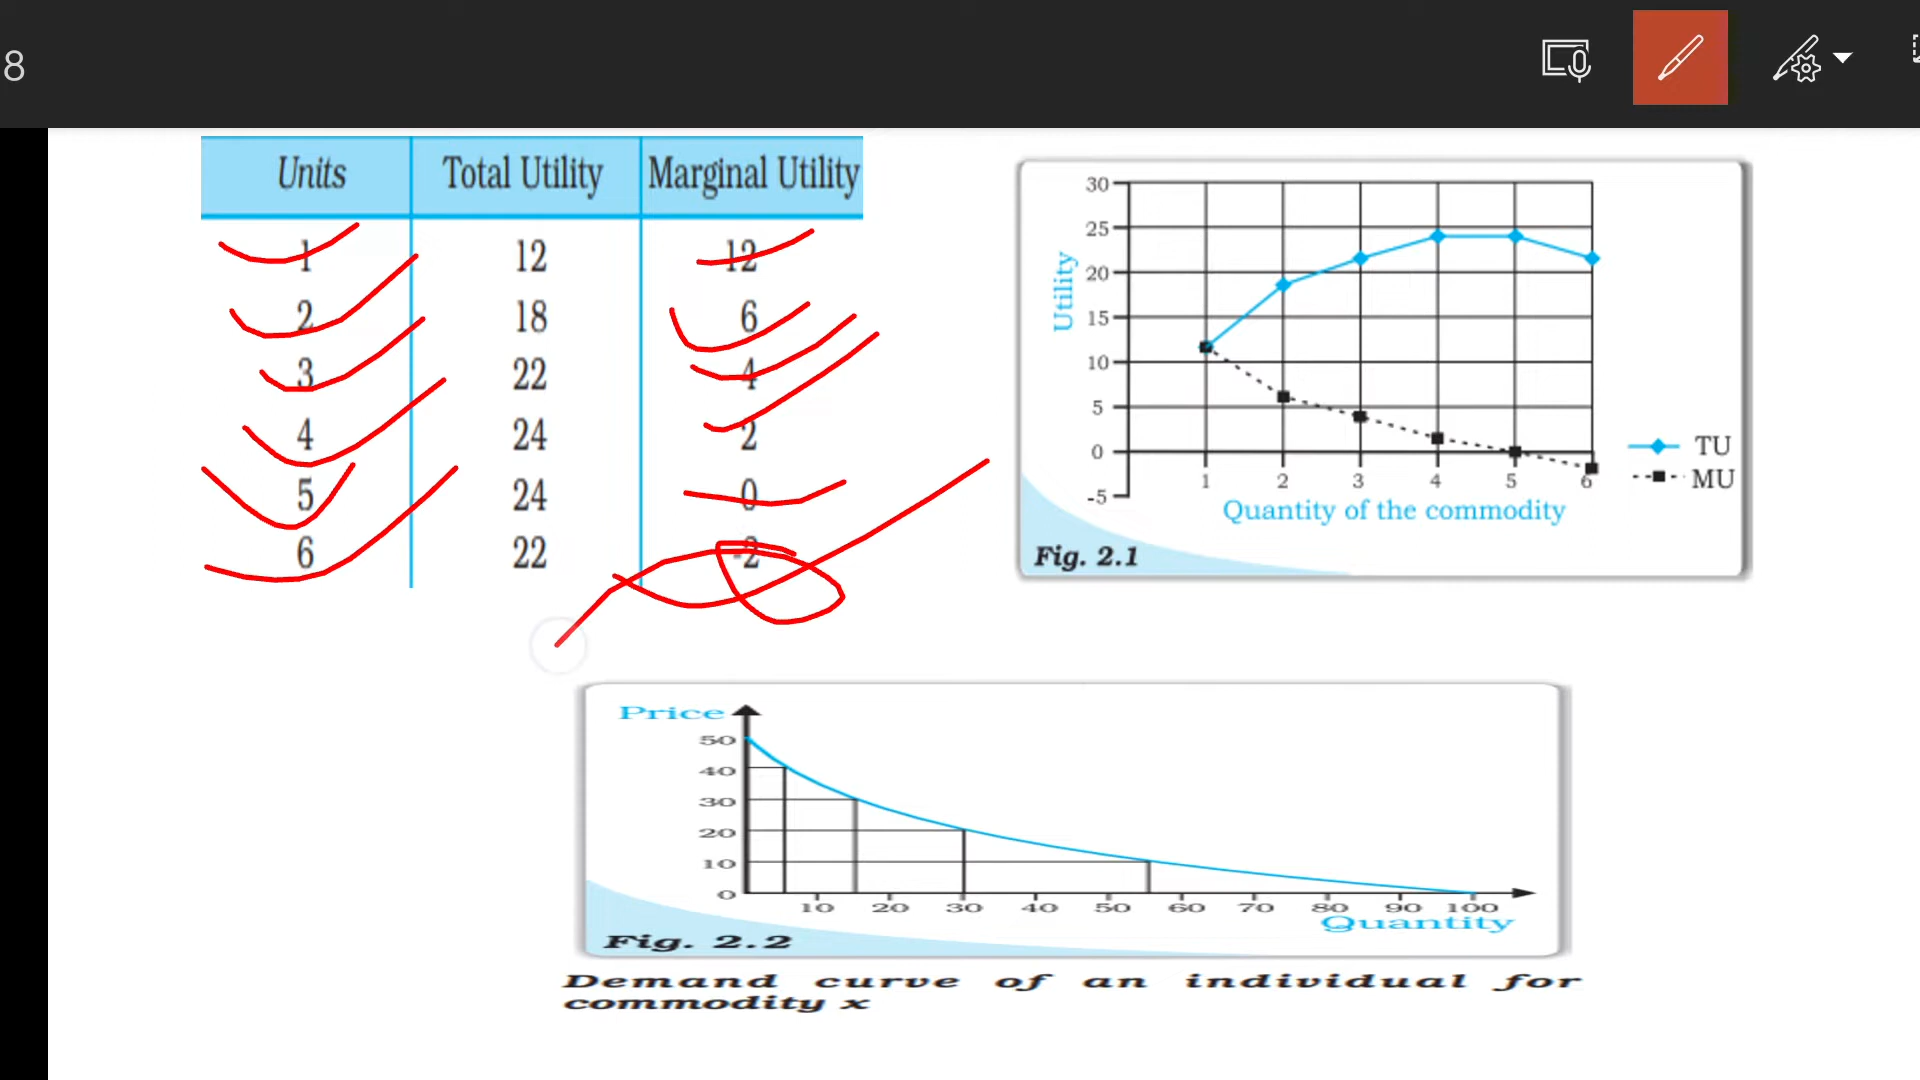 8
Units Total Utility Marginal Utility
1 12 12
2 18 6
3 22 4
4 24 2
5 24 0
6 22 -2
30
25
20
15
10
5
0
-5
Utility
1 2 3 4 5 6
Quantity of the commodity
TU
MU
Fig. 2.1
Price
50
40
30
20
10
0
10 20 30 40 50 60 70 80 90 100
Quantity
Fig. 2.2
Demand curve of an individual for
commodity x